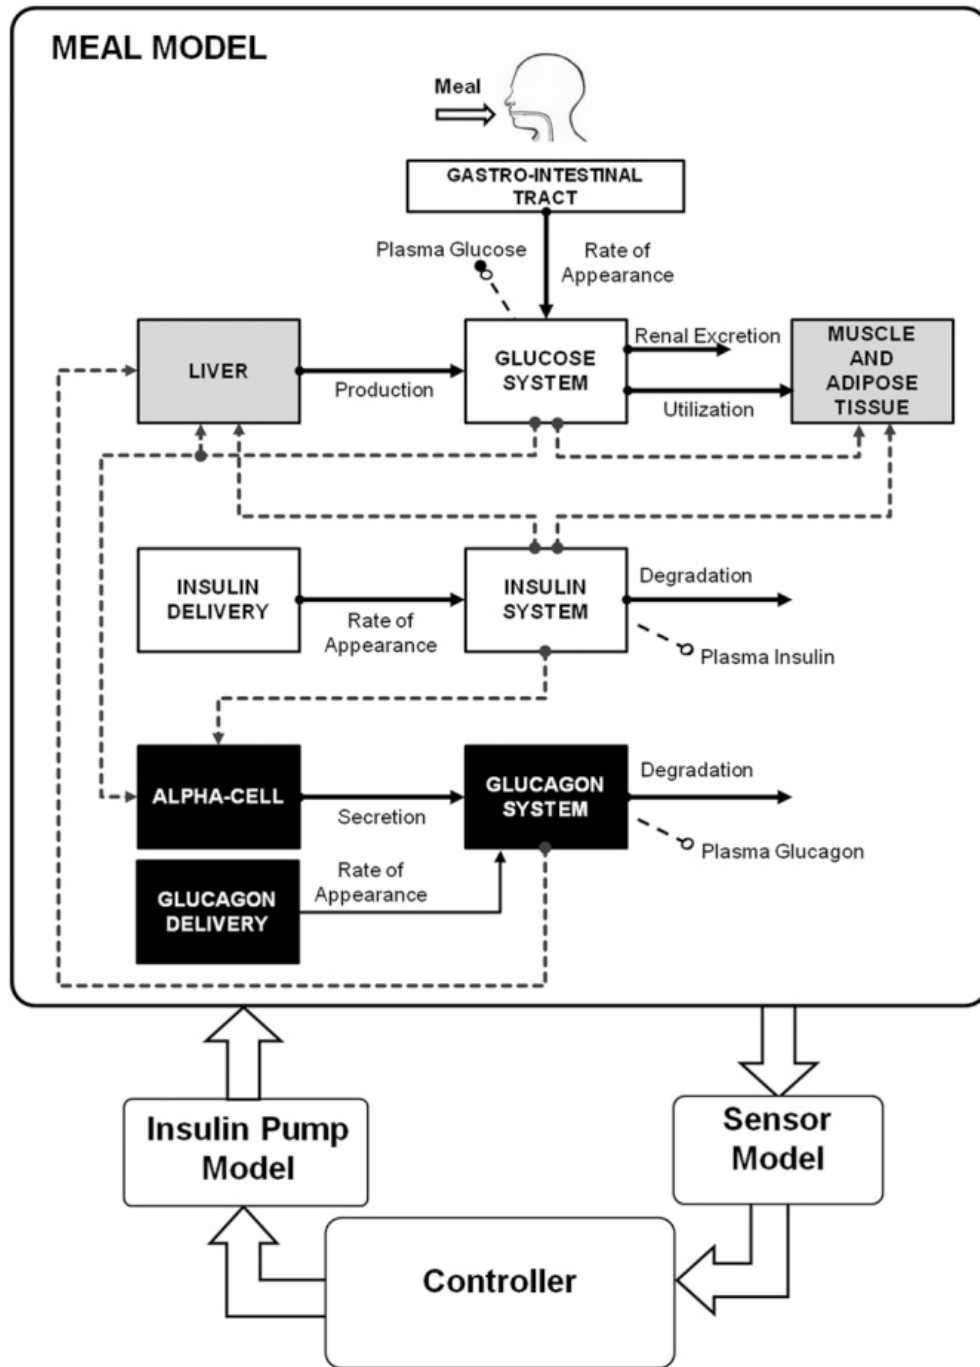 MEAL MODEL
Meal
GASTRO-INTESTINAL
TRACT
Plasma Glucose
Rate of
Appearance
LIVER
Production
GLUCOSE
SYSTEM
Renal Excretion
Utilization
MUSCLE
AND
ADIPOSE
TISSUE
INSULIN
DELIVERY
Rate of
Appearance
INSULIN
SYSTEM
Degradation
Plasma Insulin
ALPHA-CELL
Secretion
GLUCAGON
SYSTEM
Degradation
Plasma Glucagon
GLUCAGON
DELIVERY
Rate of
Appearance
Insulin Pump
Model
Sensor
Model
Controller